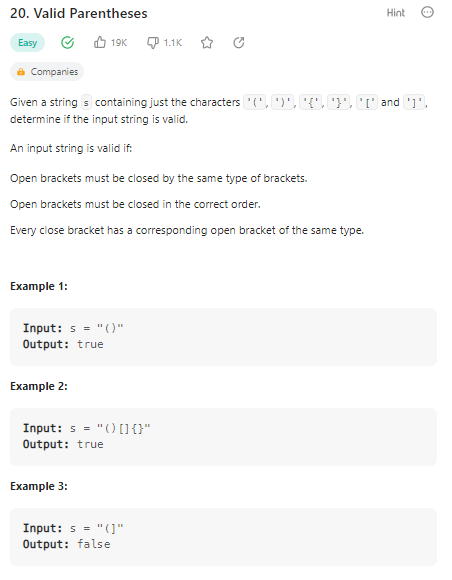 20. Valid Parentheses
Hint
Easy
19K
1.1K
Companies
Given a string s containing just the characters '(', ')', '{', '}', '[' and ']',
determine if the input string is valid.
An input string is valid if:
Open brackets must be closed by the same type of brackets.
Open brackets must be closed in the correct order.
Every close bracket has a corresponding open bracket of the same type.
Example 1:
Input: s = "()"
Output: true
Example 2:
Input: s = "()[]{}"
Output: true
Example 3:
Input: s = "(]"
Output: false